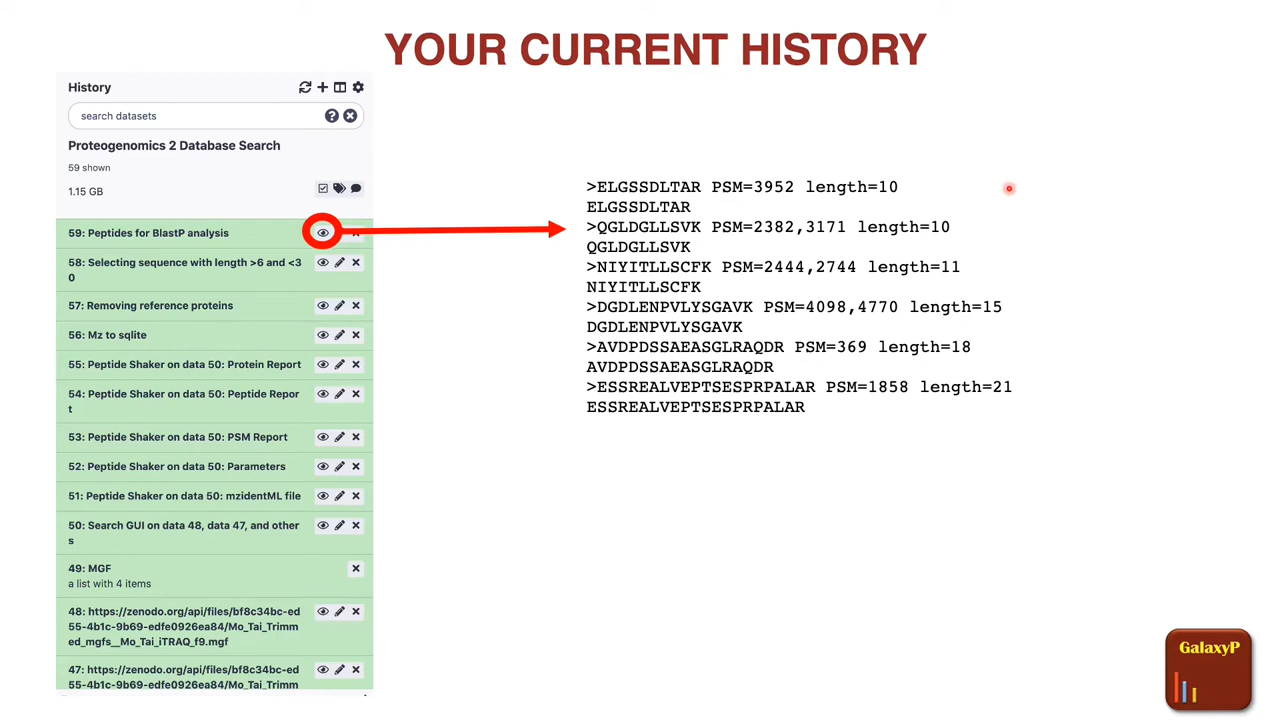 YOUR CURRENT HISTORY
History
search datasets
Proteogenomics 2 Database Search
59 shown
1.15 GB
59: Peptides for BlastP analysis
58: Selecting sequence with length >6 and <3
0
57: Removing reference proteins
56: Mz to sqlite
55: Peptide Shaker on data 50: Protein Report
54: Peptide Shaker on data 50: Peptide Repor
t
53: Peptide Shaker on data 50: PSM Report
52: Peptide Shaker on data 50: Parameters
51: Peptide Shaker on data 50: mzidentML file
50: Search GUI on data 48, data 47, and other
s
49: MGF
a list with 4 items
48: https://zenodo.org/api/files/bf8c34bc-ed
55-4b1c-9b69-edfe0926ea84/Mo_Tai_Trimm
ed_mgfs__Mo_Tai_iTRAQ_f9.mgf
47: https://zenodo.org/api/files/bf8c34bc-ed
55-4b1c-9b69-edfe0926ea84/Mo_Tai_Trimm
>ELGSSDLTAR PSM=3952 length=10
ELGSSDLTAR
>QGLDGLLSVK PSM=2382,3171 length=10
QGLDGLLSVK
>NIYITLLSCFK PSM=2444,2744 length=11
NIYITLLSCFK
>DGDLENPVLYSGAVK PSM=4098,4770 length=15
DGDLENPVLYSGAVK
>AVDPDSSAEASGLRAQDR PSM=369 length=18
AVDPDSSAEASGLRAQDR
>ESSREALVEPTSESPRPALAR PSM=1858 length=21
ESSREALVEPTSESPRPALAR
GalaxyP